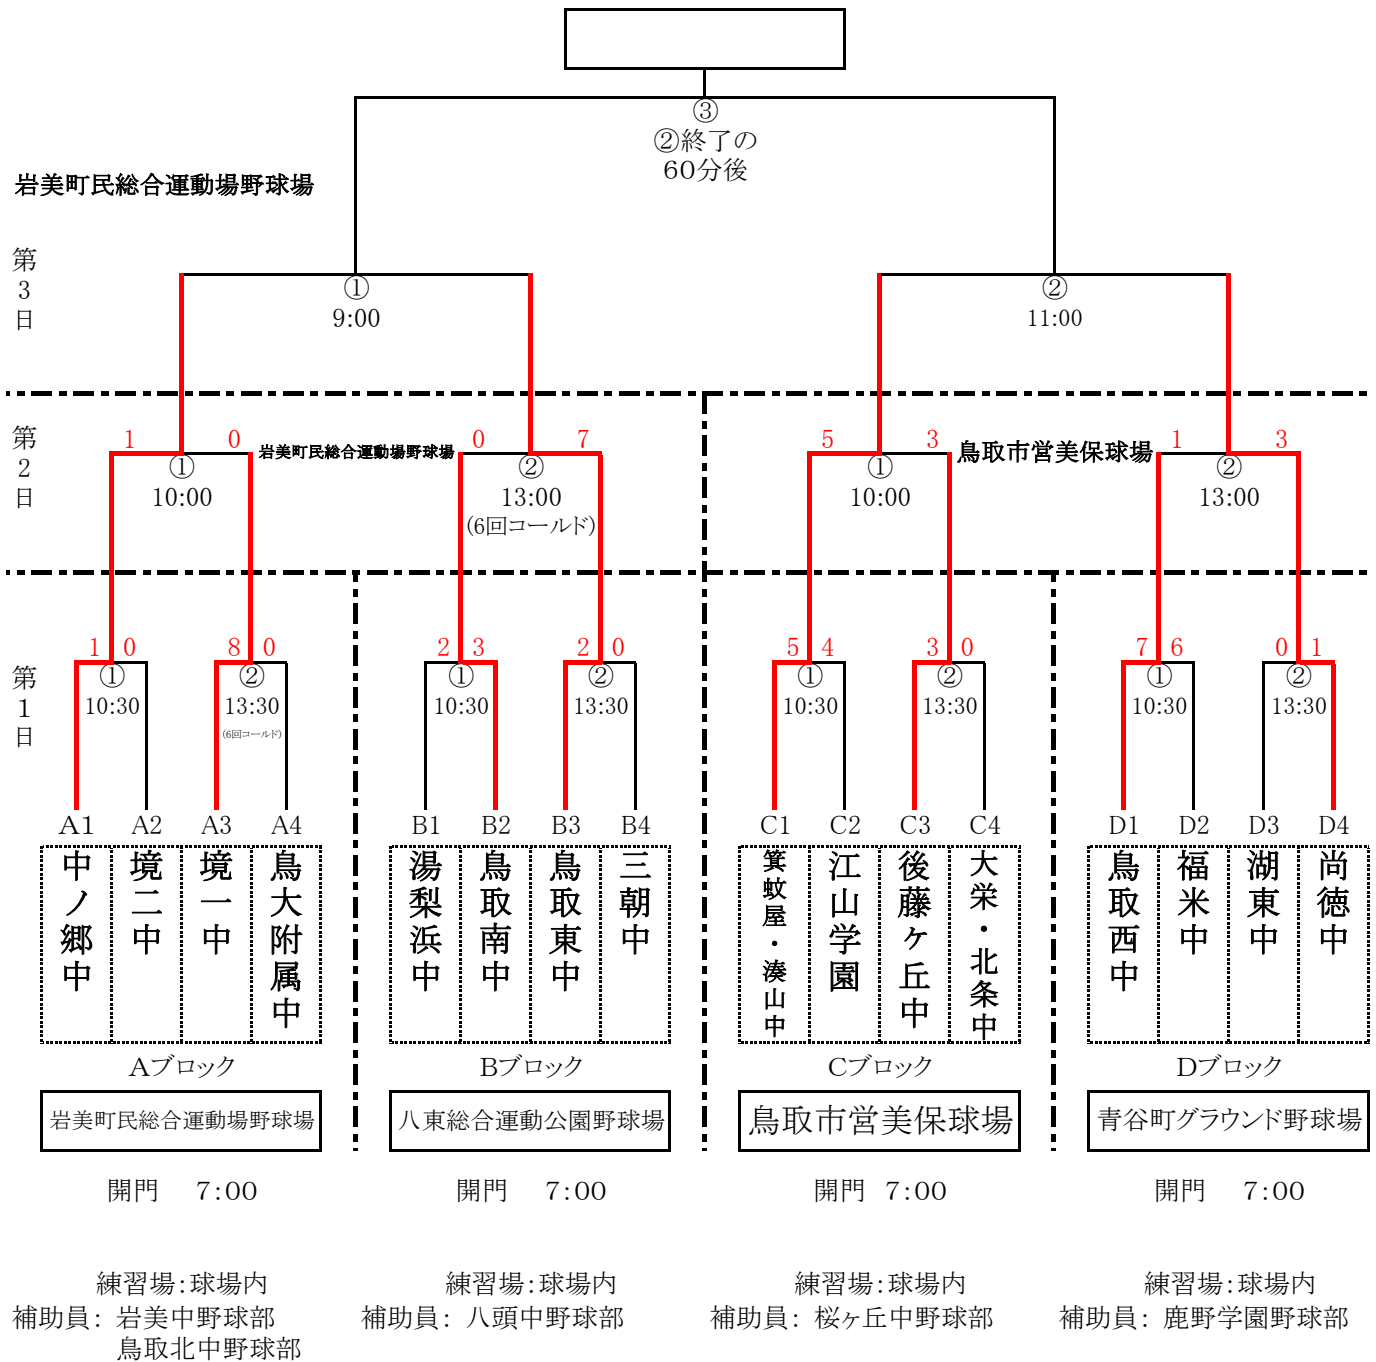 ③
②終了の
60分後
岩美町民総合運動場野球場
第3日
①
9:00
②
11:00
第2日
1 0
①
10:00
岩美町民総合運動場野球場
0 7
②
13:00
(6回コールド)
5 3
①
10:00
鳥取市営美保球場
1 3
②
13:00
第1日
1 0
①
10:30
8 0
②
13:30
(6回コールド)
2 3
①
10:30
2 0
②
13:30
5 4
①
10:30
3 0
②
13:30
7 6
①
10:30
0 1
②
13:30
A1 A2 A3 A4 B1 B2 B3 B4 C1 C2 C3 C4 D1 D2 D3 D4
中ノ郷中
境二中
境一中
鳥大附属中
湯梨浜中
鳥取南中
鳥取東中
三朝中
箕蚊屋・湊山中
江山学園
後藤ヶ丘中
大栄・北条中
鳥取西中
福米中
湖東中
尚徳中
Aブロック Bブロック Cブロック Dブロック
岩美町民総合運動場野球場
八東総合運動公園野球場
鳥取市営美保球場
青谷町グラウンド野球場
開門 7:00 開門 7:00 開門 7:00 開門 7:00
練習場:球場内 練習場:球場内 練習場:球場内 練習場:球場内
補助員: 岩美中野球部 補助員: 八頭中野球部 補助員: 桜ヶ丘中野球部 補助員: 鹿野学園野球部
鳥取北中野球部